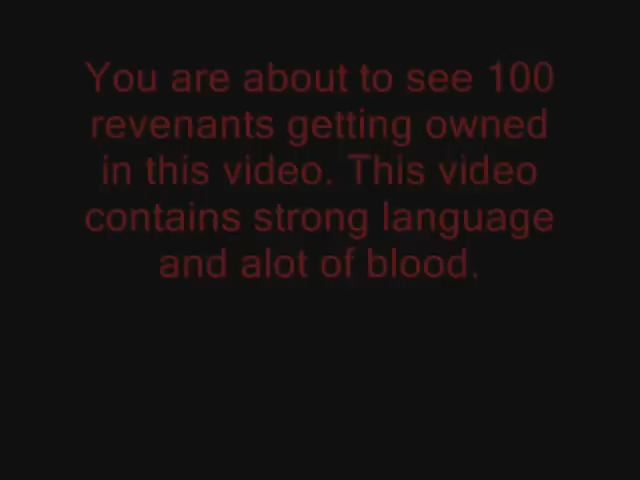 You are about to see 100
revenants getting owned
in this video. This video
contains strong language
and alot of blood.